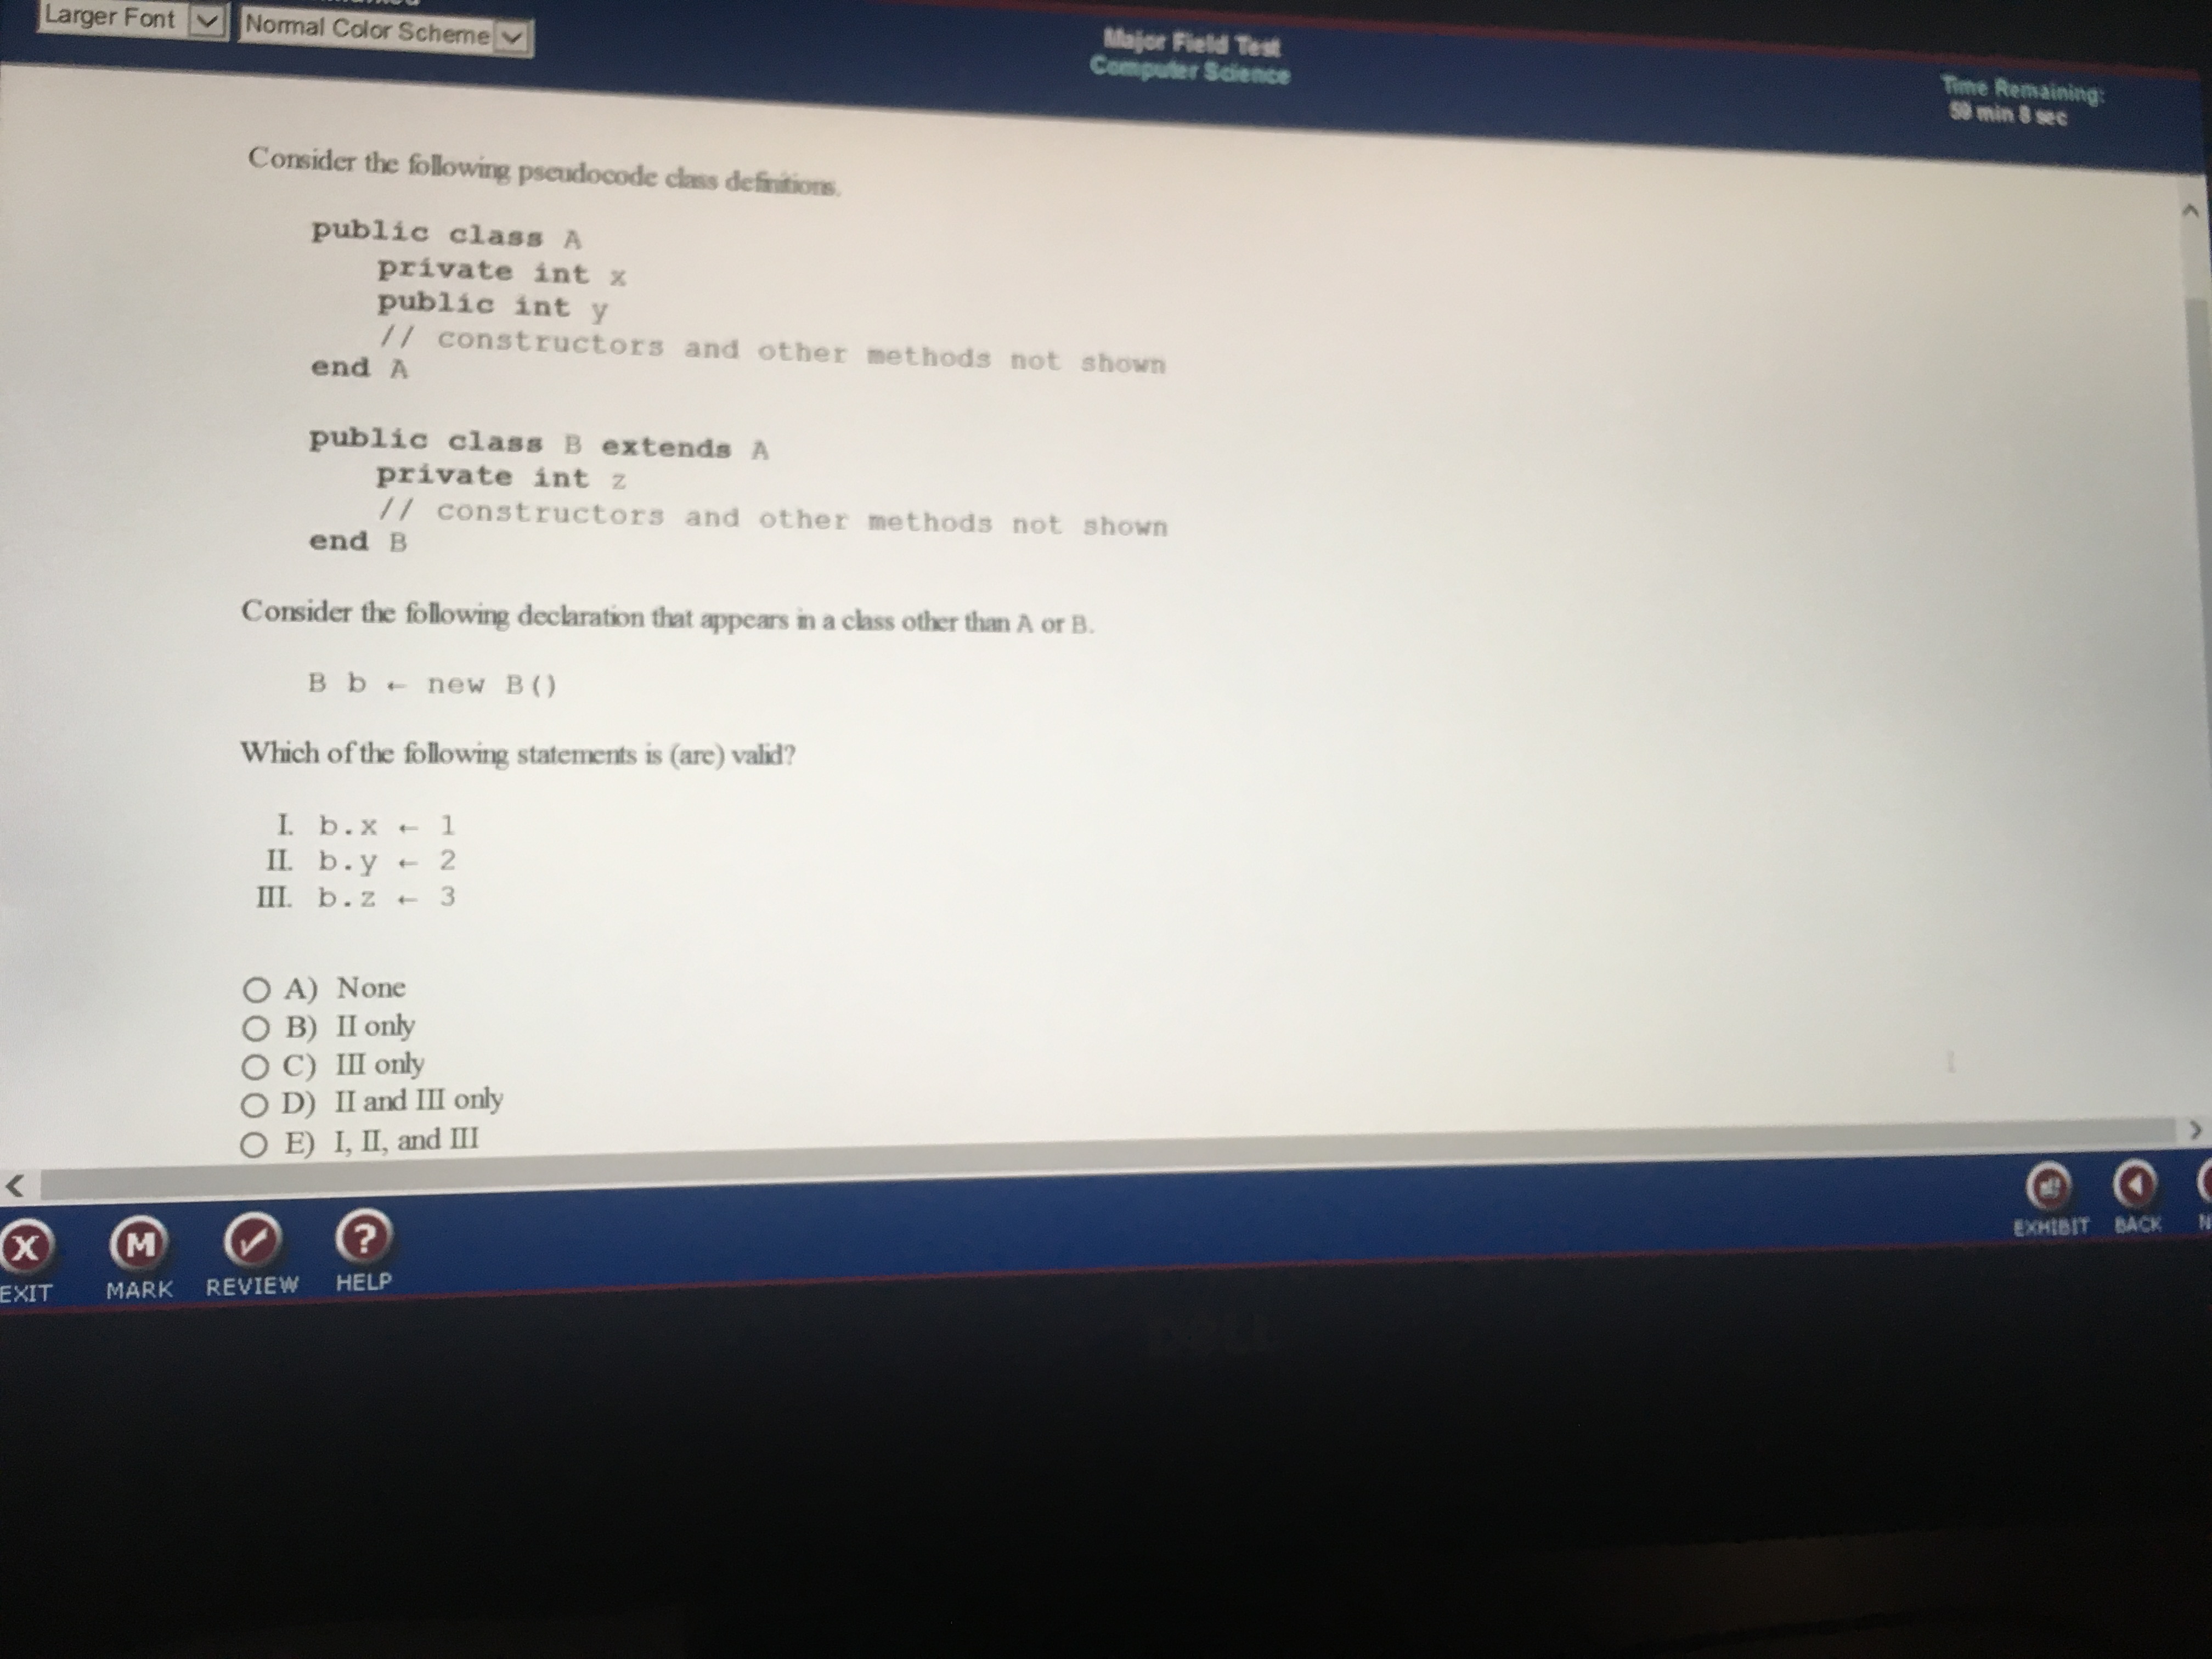 Larger Font
Normal Color Scheme
Major Field Test
Computer Science
Time Remaining:
59 min 8 sec
Consider the following pseudocode class definitions.
public class A
private int x
public int y
// constructors and other methods not shown
end A
public class B extends A
private int z
// constructors and other methods not shown
end B
Consider the following declaration that appears in a class other than A or B.
B b ← new B()
Which of the following statements is (are) valid?
I. b.x ← 1
II. b.y ← 2
III. b.z ← 3
A) None
B) II only
C) III only
D) II and III only
E) I, II, and III
X M ✓ ?
EXIT MARK REVIEW HELP
EXHIBIT BACK N
DELL